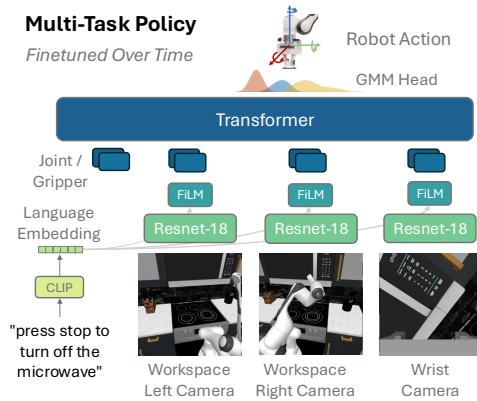 Multi-Task Policy
Finetuned Over Time
Robot Action
GMM Head
Transformer
Joint /
Gripper
FiLM
FiLM
FiLM
Language
Embedding
Resnet-18
Resnet-18
Resnet-18
CLIP
"press stop to
turn off the
microwave"
Workspace
Left Camera
Workspace
Right Camera
Wrist
Camera